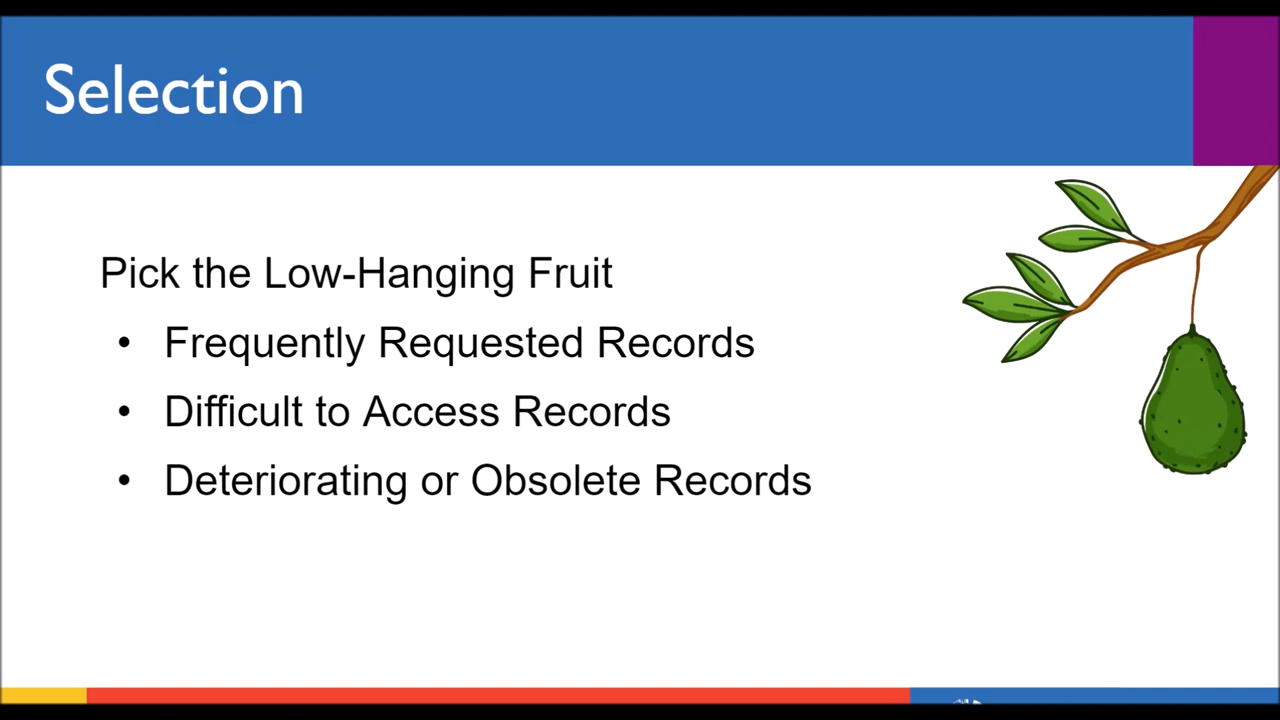 Selection
Pick the Low-Hanging Fruit
• Frequently Requested Records
• Difficult to Access Records
• Deteriorating or Obsolete Records